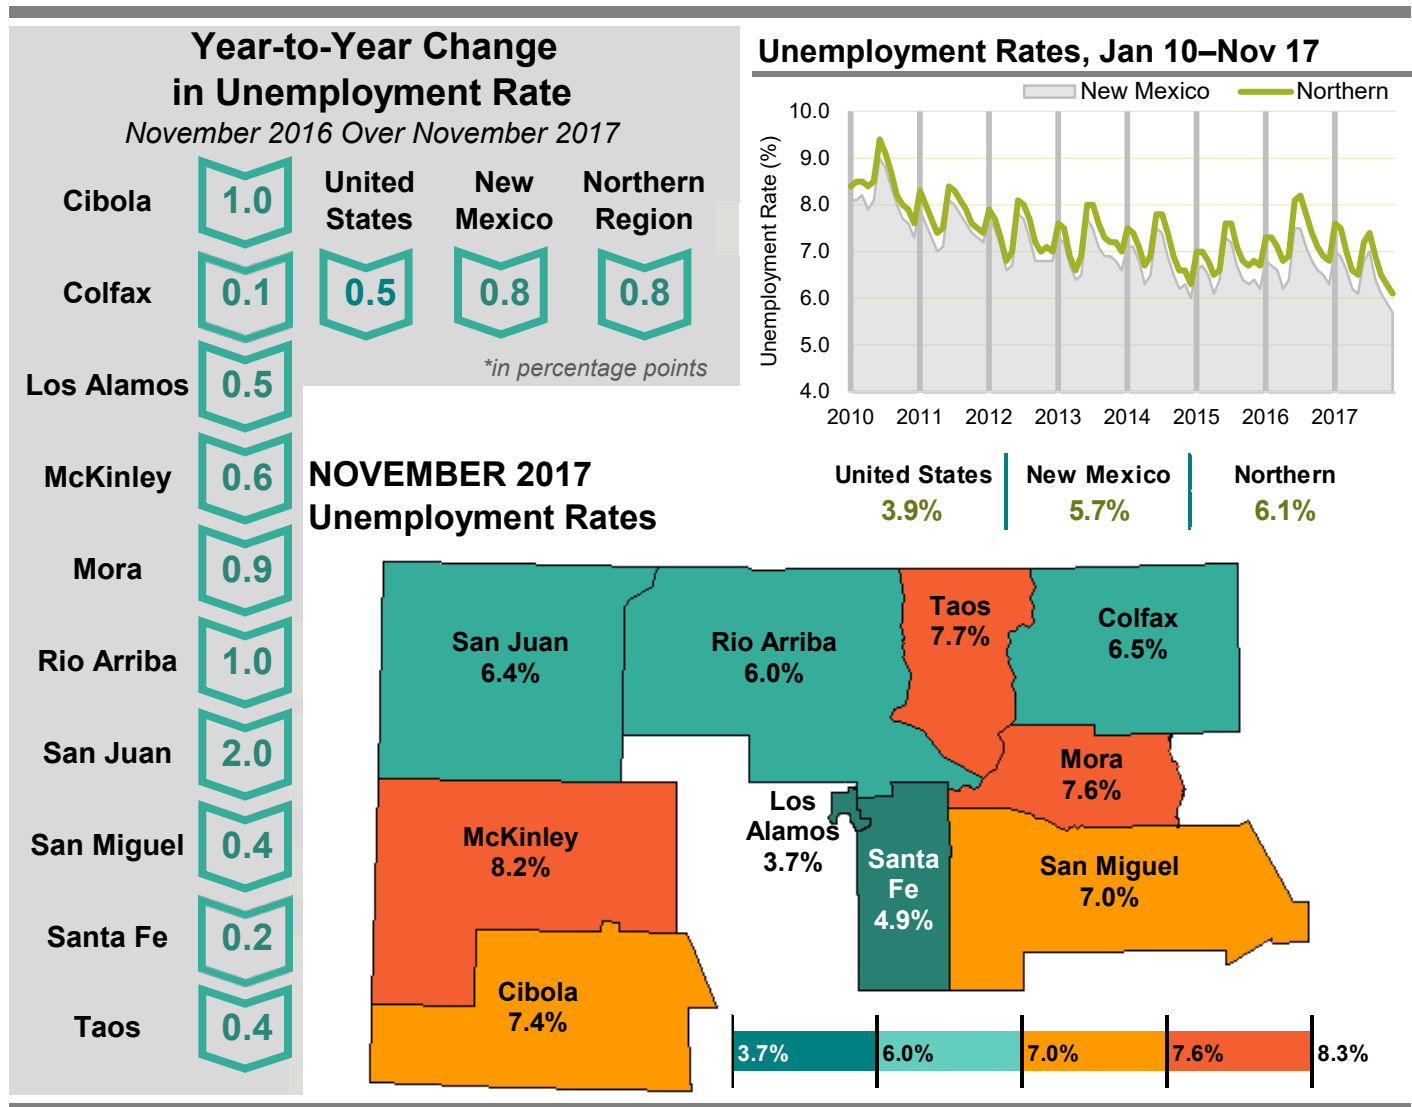 Year-to-Year Change
in Unemployment Rate
November 2016 Over November 2017
Cibola
1.0
Colfax
0.1
Los Alamos
0.5
McKinley
0.6
Mora
0.9
Rio Arriba
1.0
San Juan
2.0
San Miguel
0.4
Santa Fe
0.2
Taos
0.4
United
States
0.5
New
Mexico
0.8
Northern
Region
0.8
*in percentage points
Unemployment Rates, Jan 10–Nov 17
New Mexico
Northern
Unemployment Rate (%)
10.0
9.0
8.0
7.0
6.0
5.0
4.0
2010 2011 2012 2013 2014 2015 2016 2017
United States
3.9%
New Mexico
5.7%
Northern
6.1%
NOVEMBER 2017
Unemployment Rates
San Juan
6.4%
Rio Arriba
6.0%
Taos
7.7%
Colfax
6.5%
Mora
7.6%
McKinley
8.2%
Los
Alamos
3.7%
Santa
Fe
4.9%
San Miguel
7.0%
Cibola
7.4%
3.7% 6.0% 7.0% 7.6% 8.3%